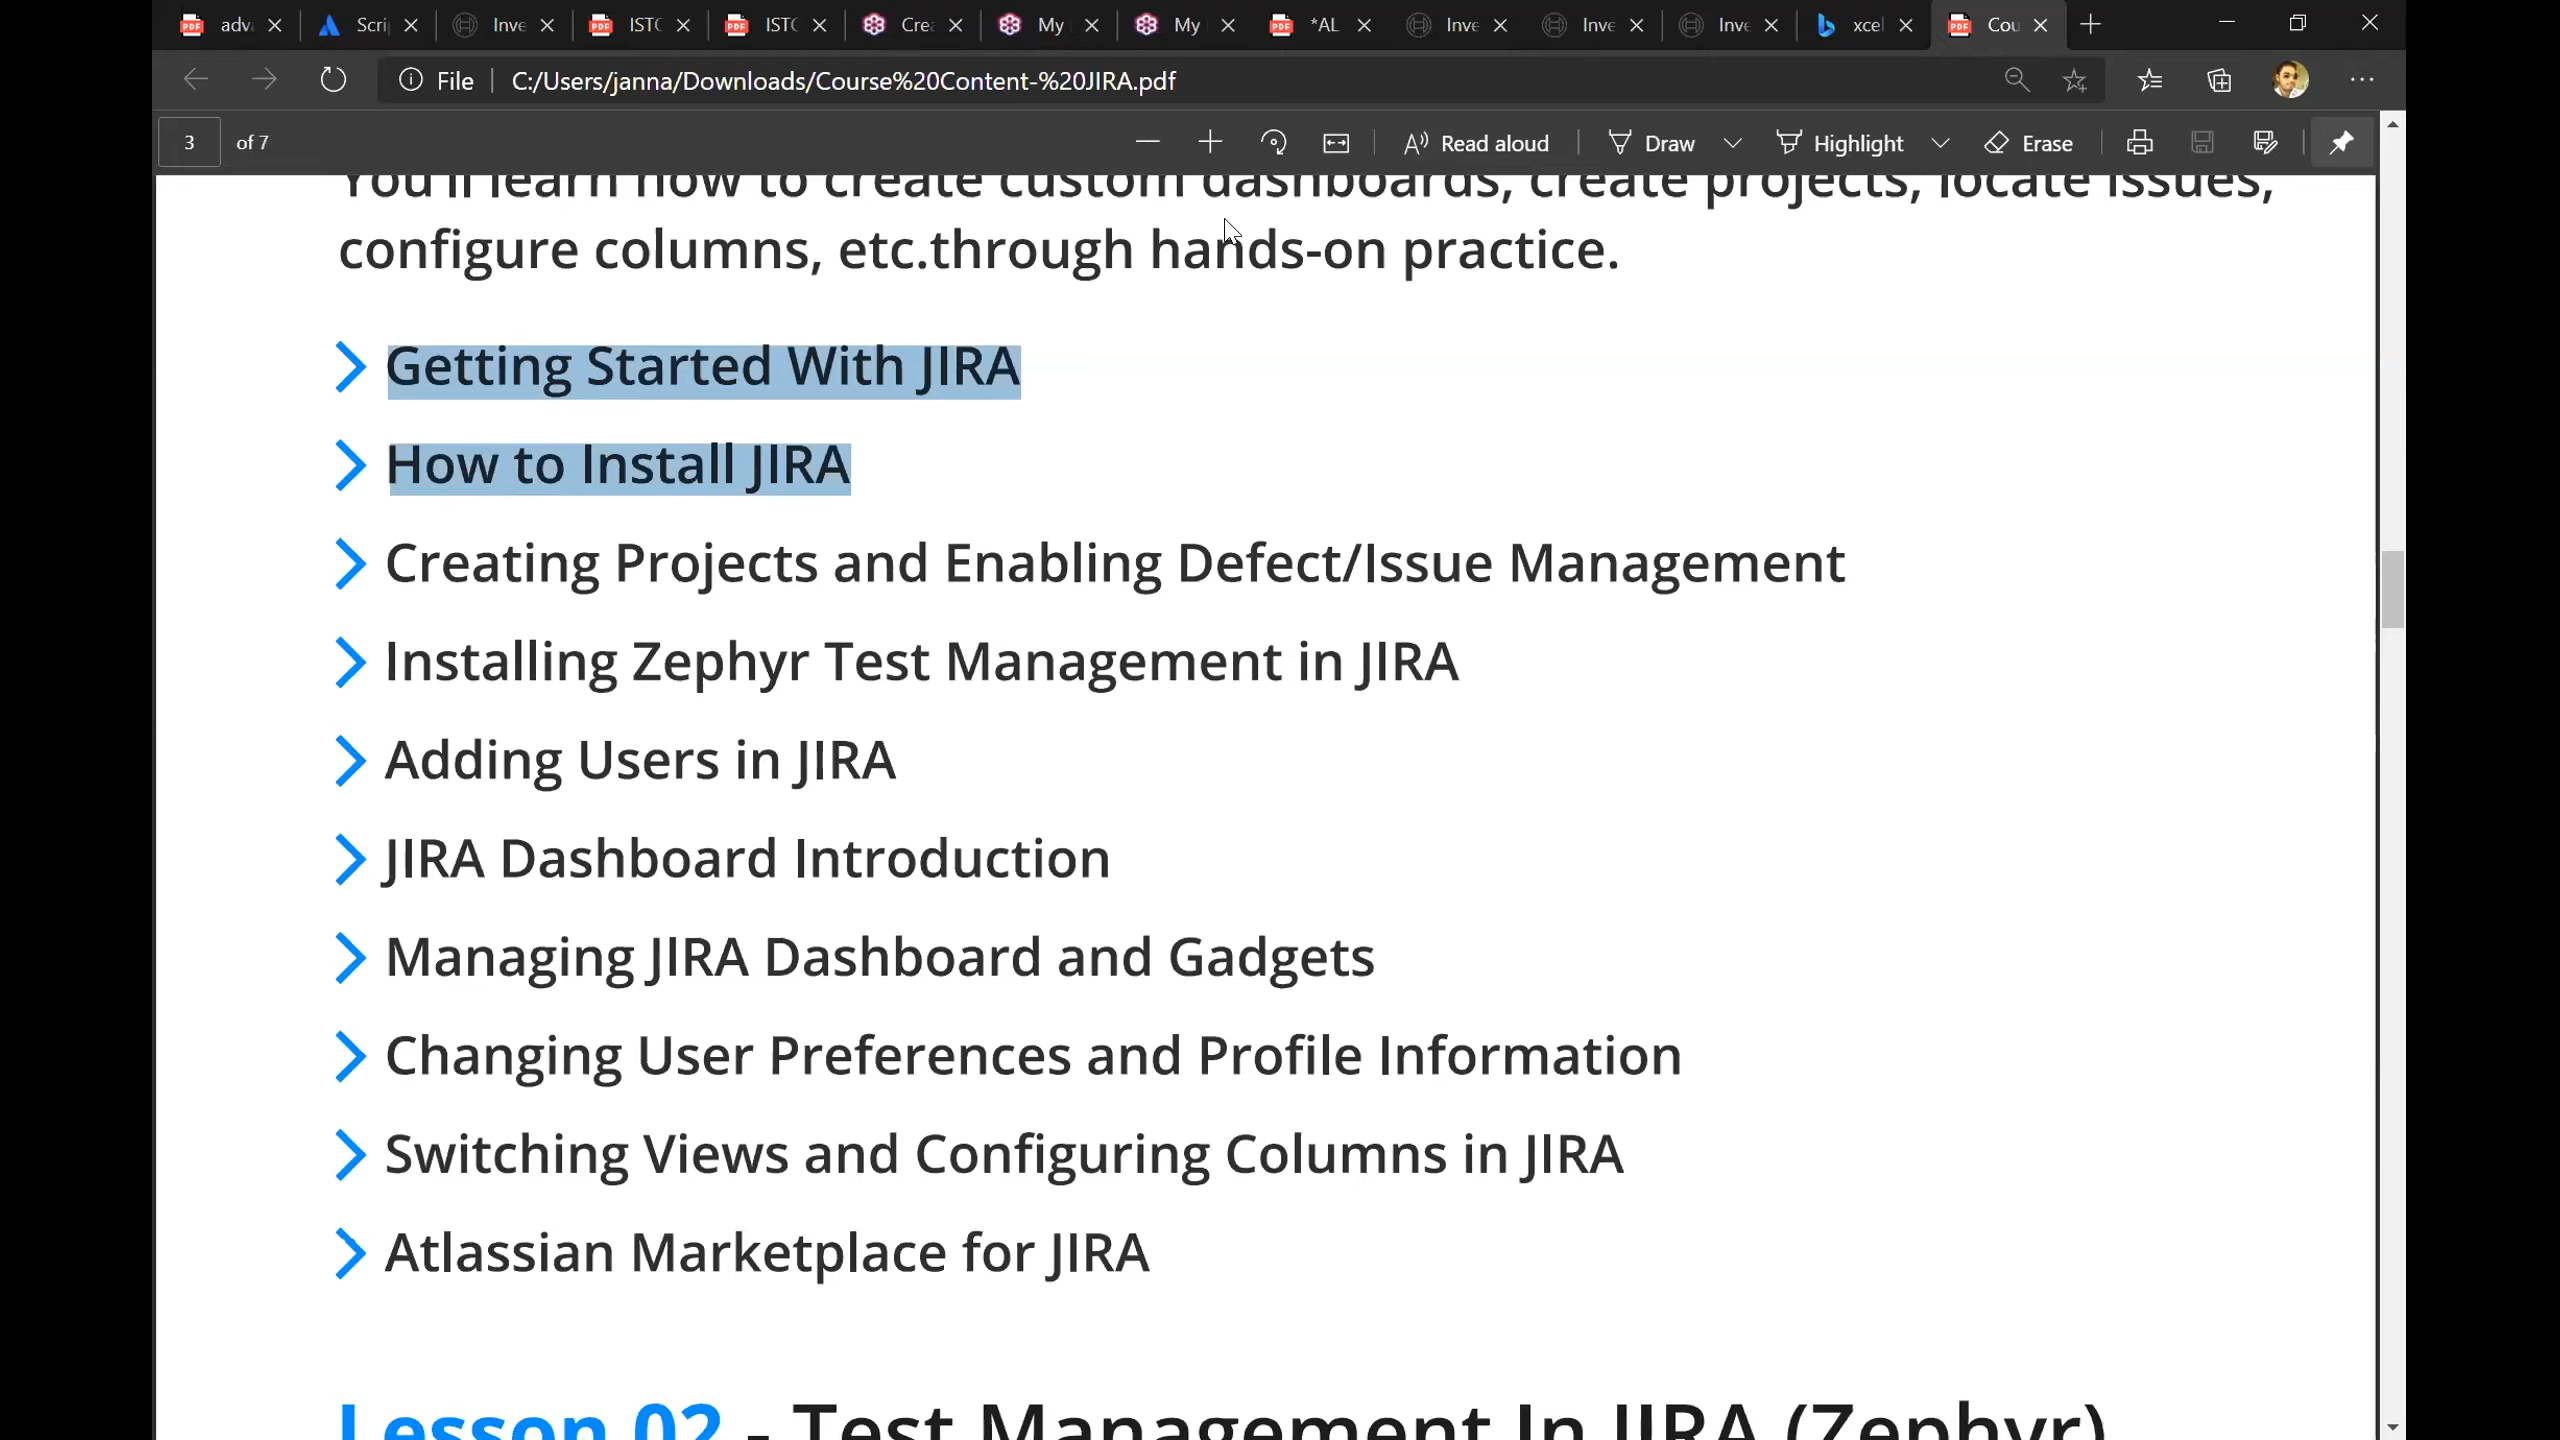 adv Scri Inve ISTC ISTC Crea My My *AL Inve Inve Inve xcel Cou
File C:/Users/janna/Downloads/Course%20Content-%20JIRA.pdf
3 of 7 Read aloud Draw Highlight Erase
You'll learn how to create custom dashboards, create projects, locate issues,
configure columns, etc.through hands-on practice.
Getting Started With JIRA
How to Install JIRA
Creating Projects and Enabling Defect/Issue Management
Installing Zephyr Test Management in JIRA
Adding Users in JIRA
JIRA Dashboard Introduction
Managing JIRA Dashboard and Gadgets
Changing User Preferences and Profile Information
Switching Views and Configuring Columns in JIRA
Atlassian Marketplace for JIRA
Lesson 02 - Test Management In JIRA (Zephyr)